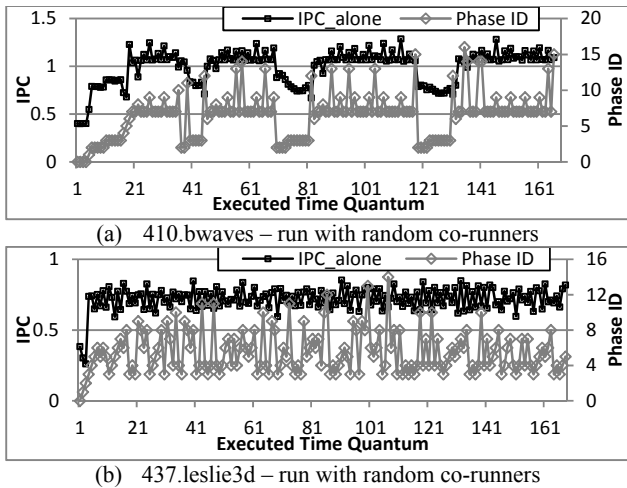 IPC_alone Phase ID
1.5
1
0.5
0
IPC
20
15
10
5
0
Phase ID
1 21 41 61 81 101 121 141 161
Executed Time Quantum
(a) 410.bwaves – run with random co-runners
IPC_alone Phase ID
1
0.5
0
IPC
16
12
8
4
0
Phase ID
1 21 41 61 81 101 121 141 161
Executed Time Quantum
(b) 437.leslie3d – run with random co-runners